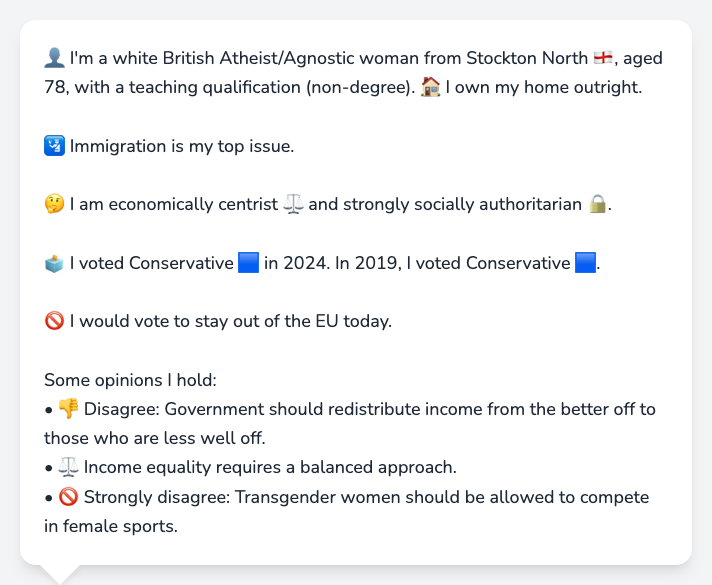 👤 I'm a white British Atheist/Agnostic woman from Stockton North 🏴󠁧󠁢󠁥󠁮󠁧󠁿, aged
78, with a teaching qualification (non-degree). 🏠 I own my home outright.
🛂 Immigration is my top issue.
🤔 I am economically centrist ⚖️ and strongly socially authoritarian 🔒.
🗳️ I voted Conservative 🟦 in 2024. In 2019, I voted Conservative 🟦.
🚫 I would vote to stay out of the EU today.
Some opinions I hold:
• 👎 Disagree: Government should redistribute income from the better off to
those who are less well off.
• ⚖️ Income equality requires a balanced approach.
• 🚫 Strongly disagree: Transgender women should be allowed to compete
in female sports.